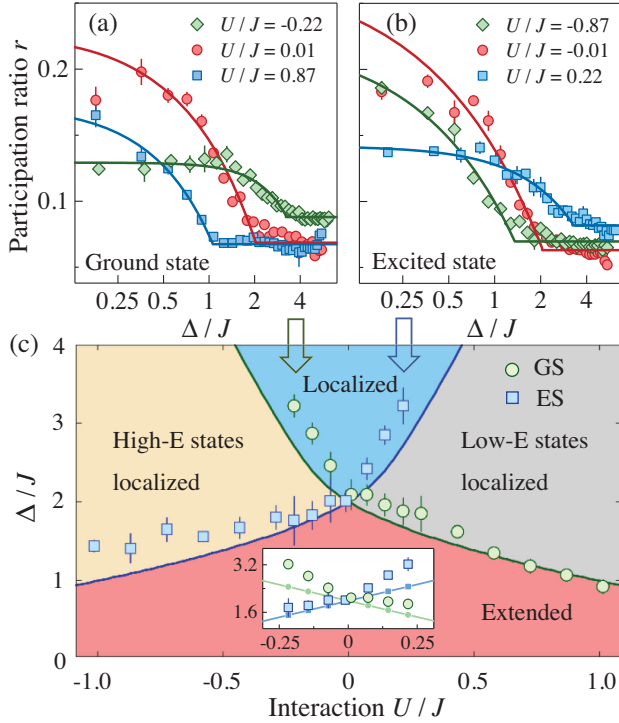 (a)
U / J = -0.22
U / J = 0.01
U / J = 0.87
Ground state
(b)
U / J = -0.87
U / J = -0.01
U / J = 0.22
Excited state
Participation ratio r
0.2
0.1
0.25 0.5 1 2 4
0.25 0.5 1 2 4
Δ / J
Δ / J
(c)
Localized
GS
ES
High-E states
localized
Low-E states
localized
Extended
Δ / J
4
3
2
1
0
3.2
1.6
-0.25 0 0.25
-1.0 -0.5 0 0.5 1.0
Interaction U / J